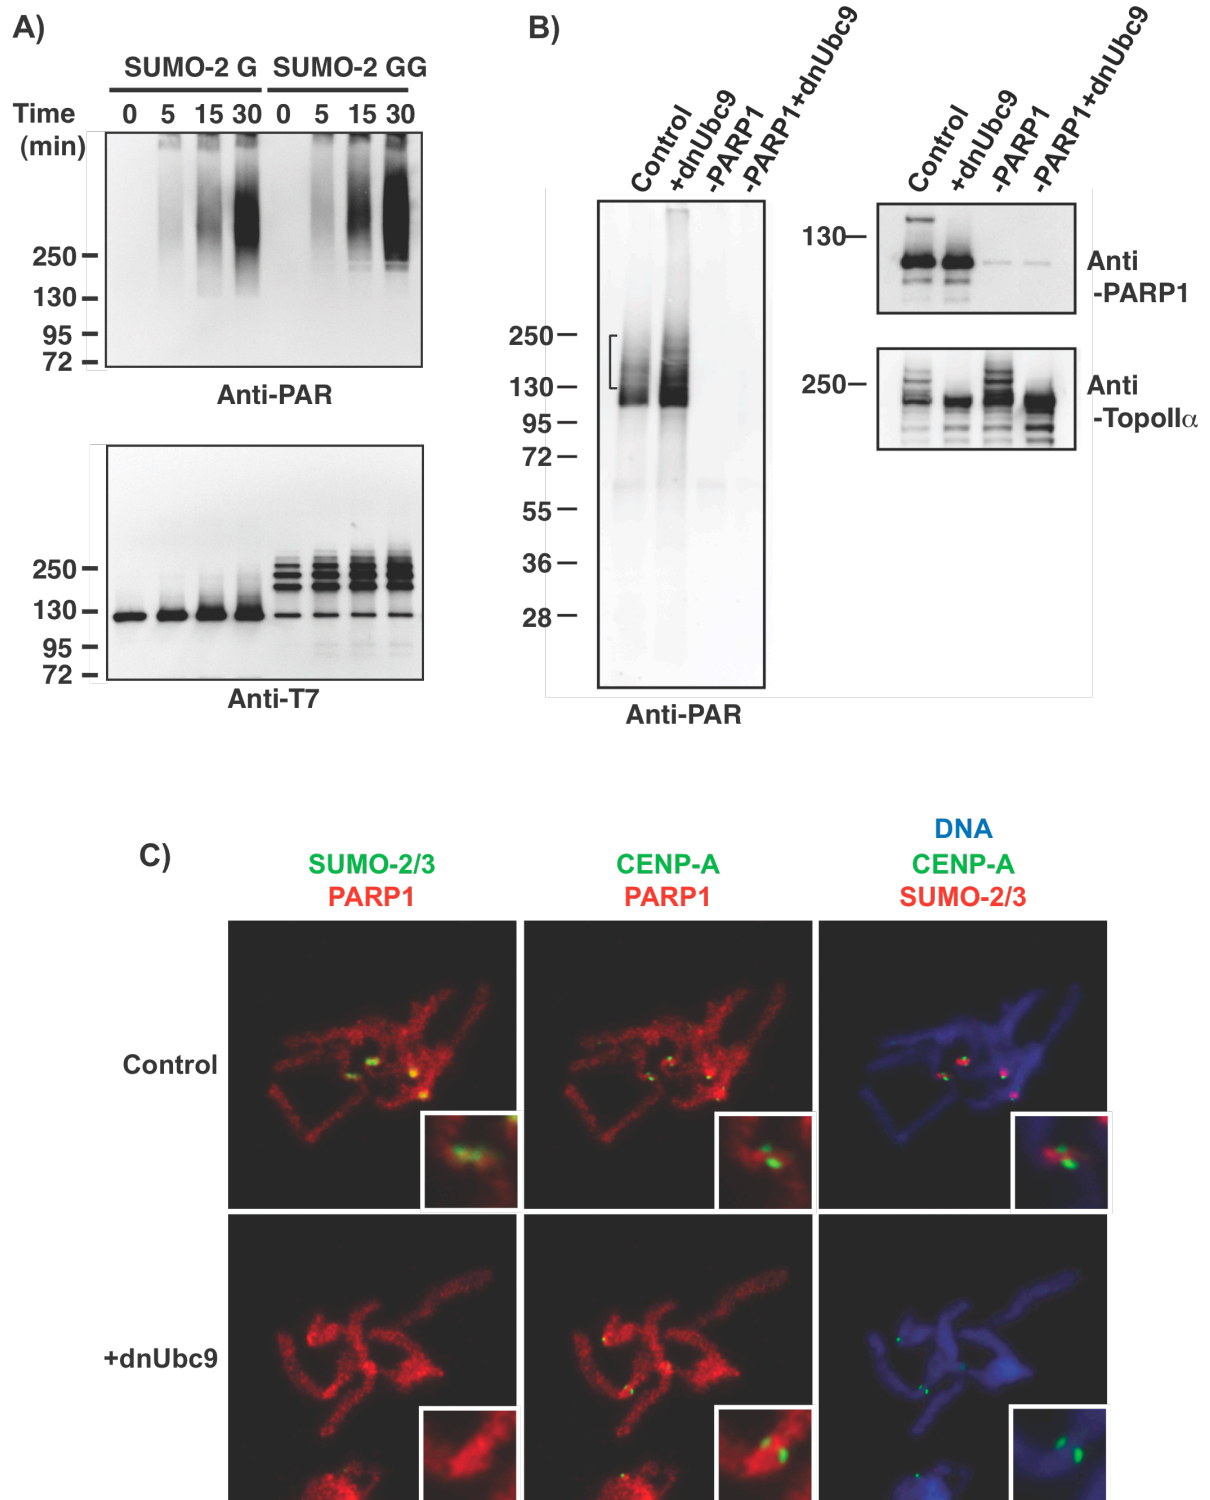 A)
SUMO-2 G SUMO-2 GG
Time 0 5 15 30 0 5 15 30
(min)
250
130
95
72
Anti-PAR
250
130
95
72
Anti-T7
B)
Control
+dnUbc9
-PARP1
-PARP1+dnUbc9
250
130
95
72
55
36
28
Anti-PAR
Control
+dnUbc9
-PARP1
-PARP1+dnUbc9
130
Anti
-PARP1
250
Anti
-TopoIIα
C)
SUMO-2/3
PARP1
CENP-A
PARP1
DNA
CENP-A
SUMO-2/3
Control
+dnUbc9